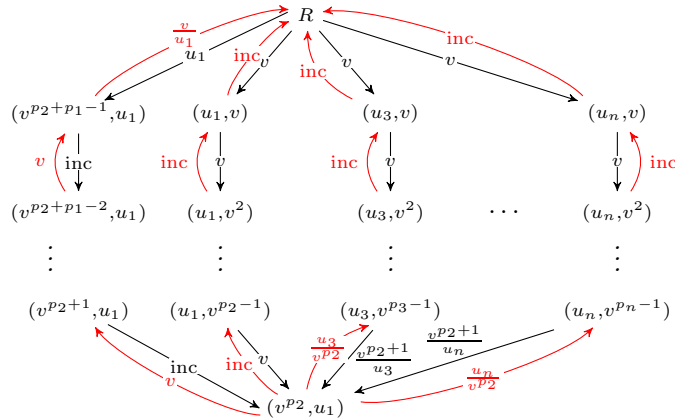 R
v/u_1 u_1 inc v inc v v inc
(v^{p_2+p_1-1},u_1) (u_1,v) (u_3,v) (u_n,v)
v inc inc v inc v v inc
(v^{p_2+p_1-2},u_1) (u_1,v^2) (u_3,v^2) ⋯ (u_n,v^2)
⋮ ⋮ ⋮ ⋮
(v^{p_2+1},u_1) (u_1,v^{p_2-1}) (u_3,v^{p_3-1}) (u_n,v^{p_n-1})
v inc inc v u_3/v^{p_2} v^{p_2+1}/u_3 v^{p_2+1}/u_n u_n/v^{p_2}
(v^{p_2},u_1)